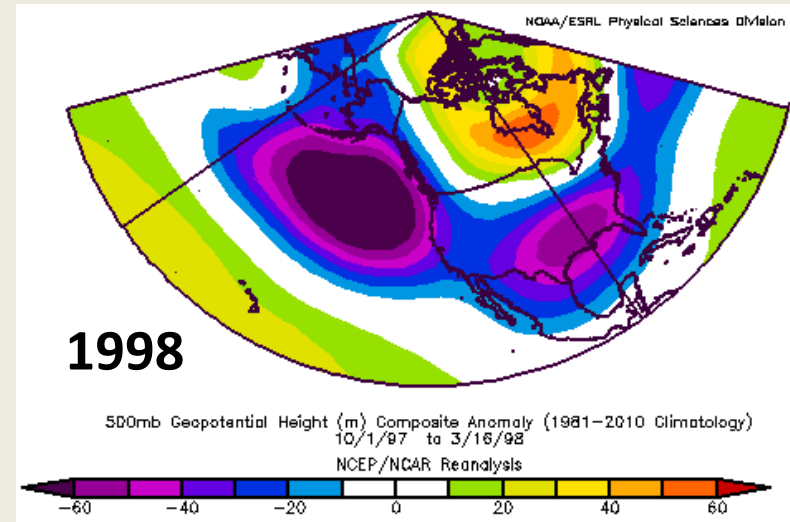 NOAA/ESRL Physical Sciences Division
1998
500mb Geopotential Height (m) Composite Anomaly (1981-2010 Climatology)
10/1/97 to 3/16/98
NCEP/NCAR Reanalysis
-60 -40 -20 0 20 40 60